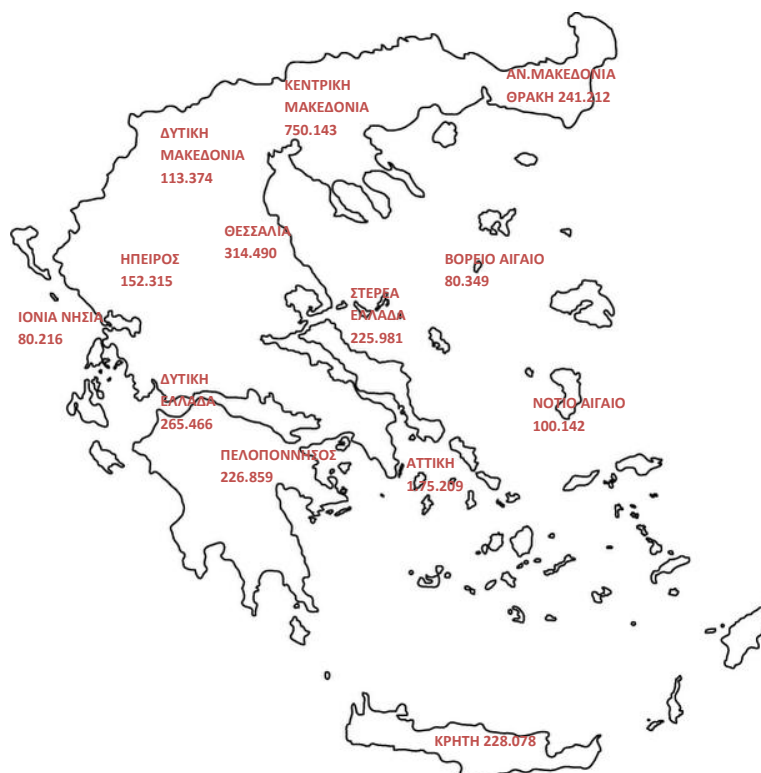 ΑΝ.ΜΑΚΕΔΟΝΙΑ
ΘΡΑΚΗ 241.212
ΚΕΝΤΡΙΚΗ
ΜΑΚΕΔΟΝΙΑ
750.143
ΔΥΤΙΚΗ
ΜΑΚΕΔΟΝΙΑ
113.374
ΘΕΣΣΑΛΙΑ
314.490
ΗΠΕΙΡΟΣ
152.315
ΒΟΡΕΙΟ ΑΙΓΑΙΟ
80.349
ΣΤΕΡΕΑ
ΕΛΛΑΔΑ
225.981
ΙΟΝΙΑ ΝΗΣΙΑ
80.216
ΔΥΤΙΚΗ
ΕΛΛΑΔΑ
265.466
ΝΟΤΙΟ ΑΙΓΑΙΟ
100.142
ΠΕΛΟΠΟΝΝΗΣΟΣ
226.859
ΑΤΤΙΚΗ
ΚΡΗΤΗ 228.078